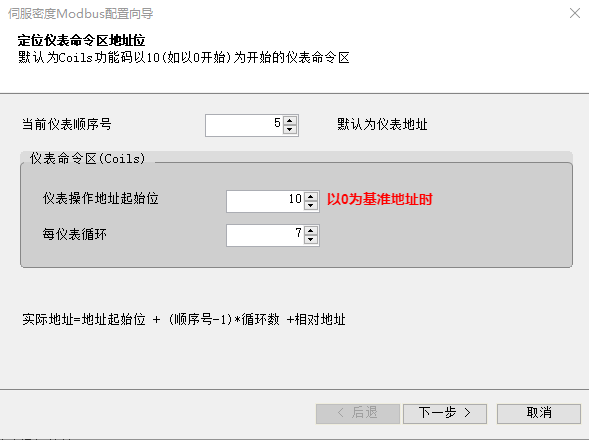 伺服密度Modbus配置向导
定位仪表命令区地址位
默认为Coils功能码以10(如以0开始)为开始的仪表命令区
当前仪表顺序号 5 默认为仪表地址
仪表命令区(Coils)
仪表操作地址起始位 10 以0为基准地址时
每仪表循环 7
实际地址=地址起始位 + (顺序号-1)*循环数 +相对地址
< 后退 下一步 > 取消